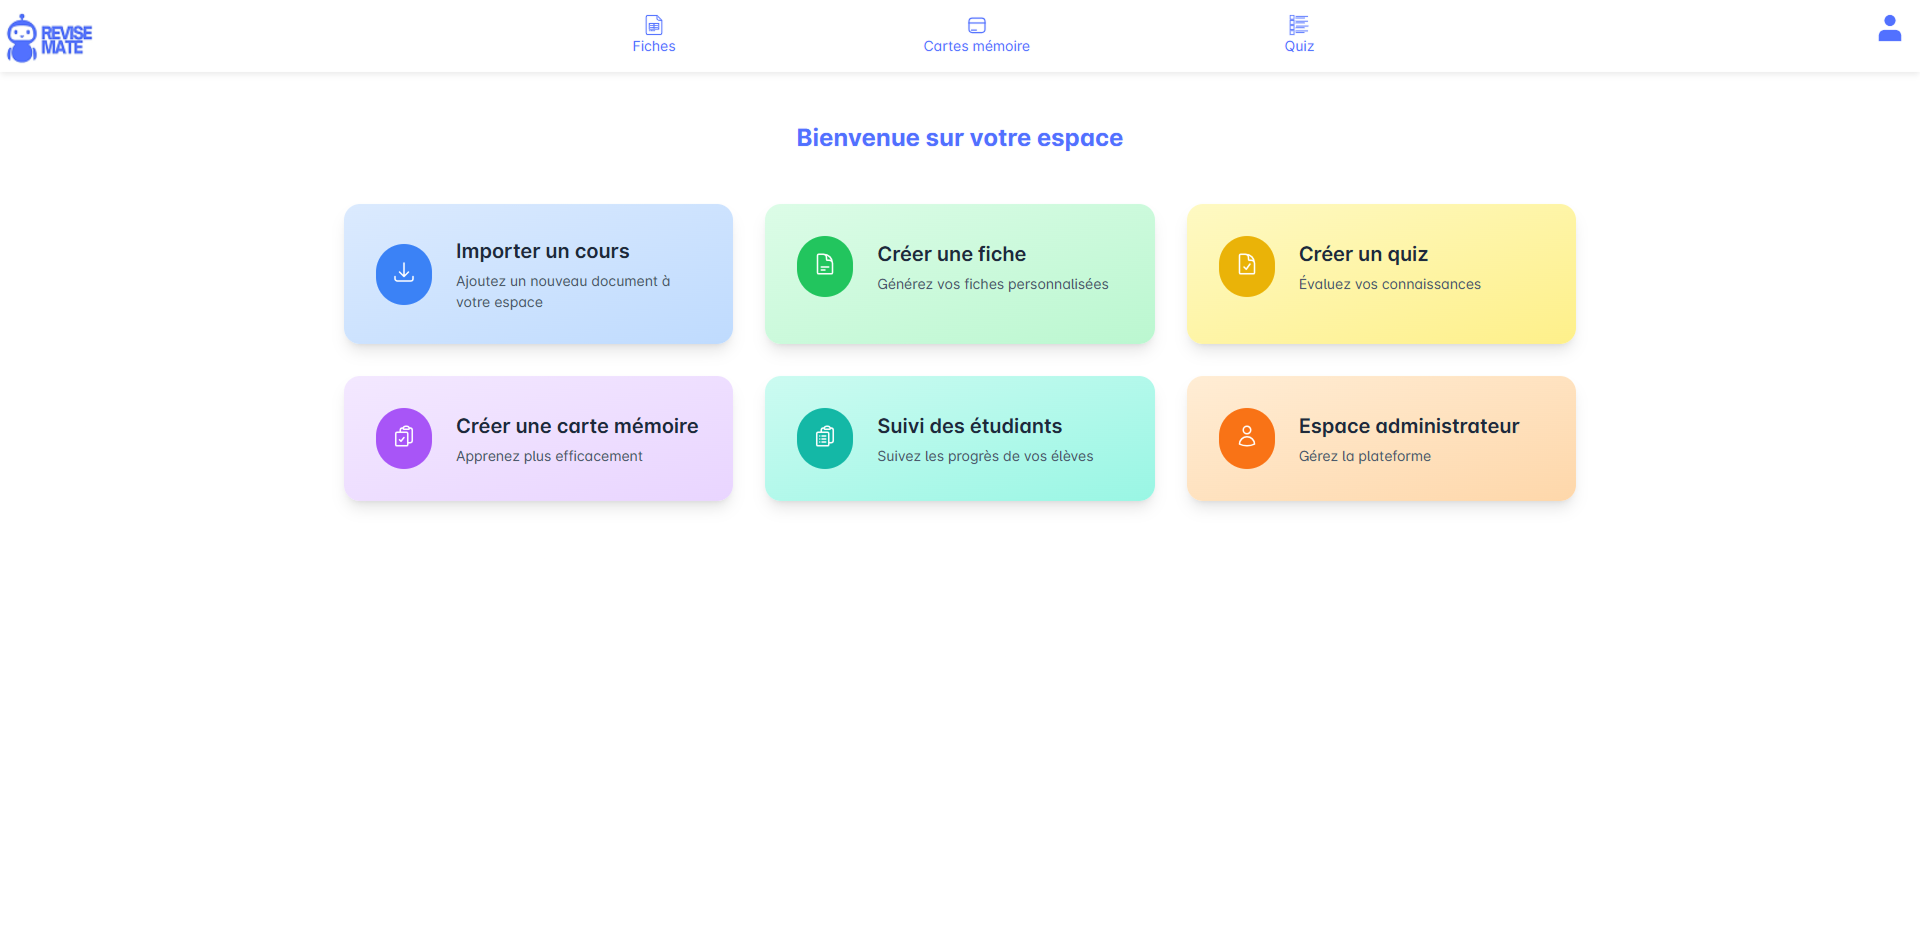 REVISE
MATE
Fiches
Cartes mémoire
Quiz
Bienvenue sur votre espace
Importer un cours
Ajoutez un nouveau document à
votre espace
Créer une fiche
Générez vos fiches personnalisées
Créer un quiz
Évaluez vos connaissances
Créer une carte mémoire
Apprenez plus efficacement
Suivi des étudiants
Suivez les progrès de vos élèves
Espace administrateur
Gérez la plateforme